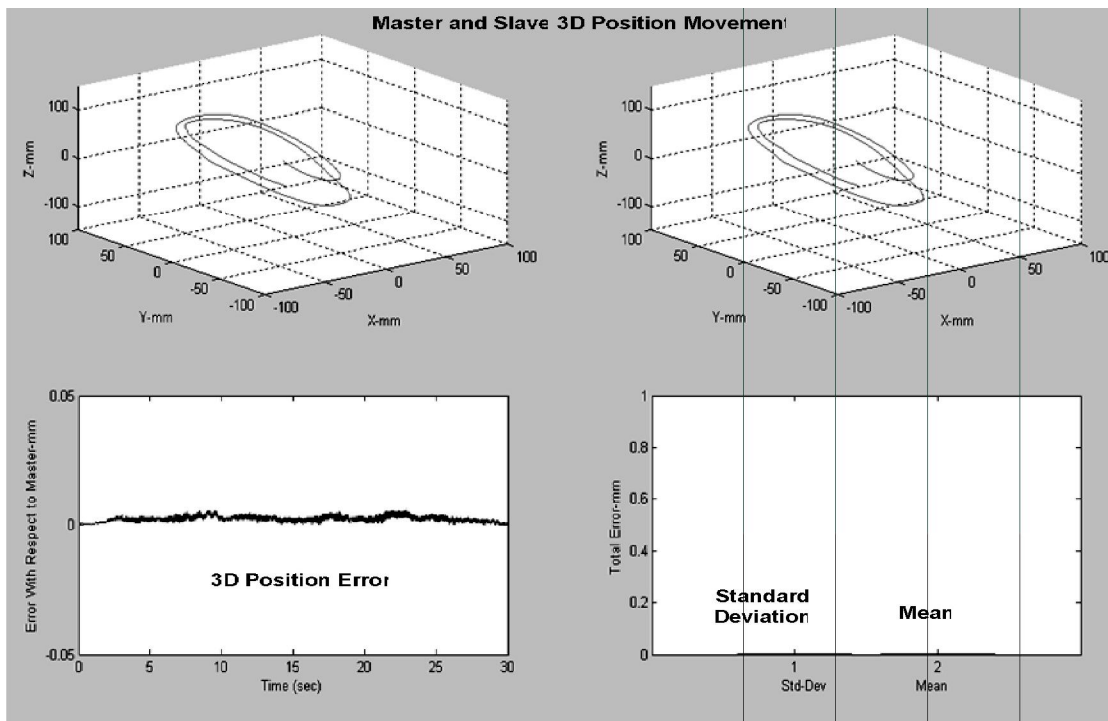 Master and Slave 3D Position Movement
100
0
-100
Z-mm
100
50
0
-50
-100
Y-mm
-100
-50
0
50
100
X-mm
100
0
-100
Z-mm
100
50
0
-50
-100
Y-mm
-100
-50
0
50
100
X-mm
0.05
0
-0.05
Error With Respect to Master-mm
3D Position Error
0
5
10
15
20
25
30
Time (sec)
1
0.8
0.6
0.4
0.2
0
Total Error-mm
Standard
Deviation
Mean
1
2
Std-Dev
Mean